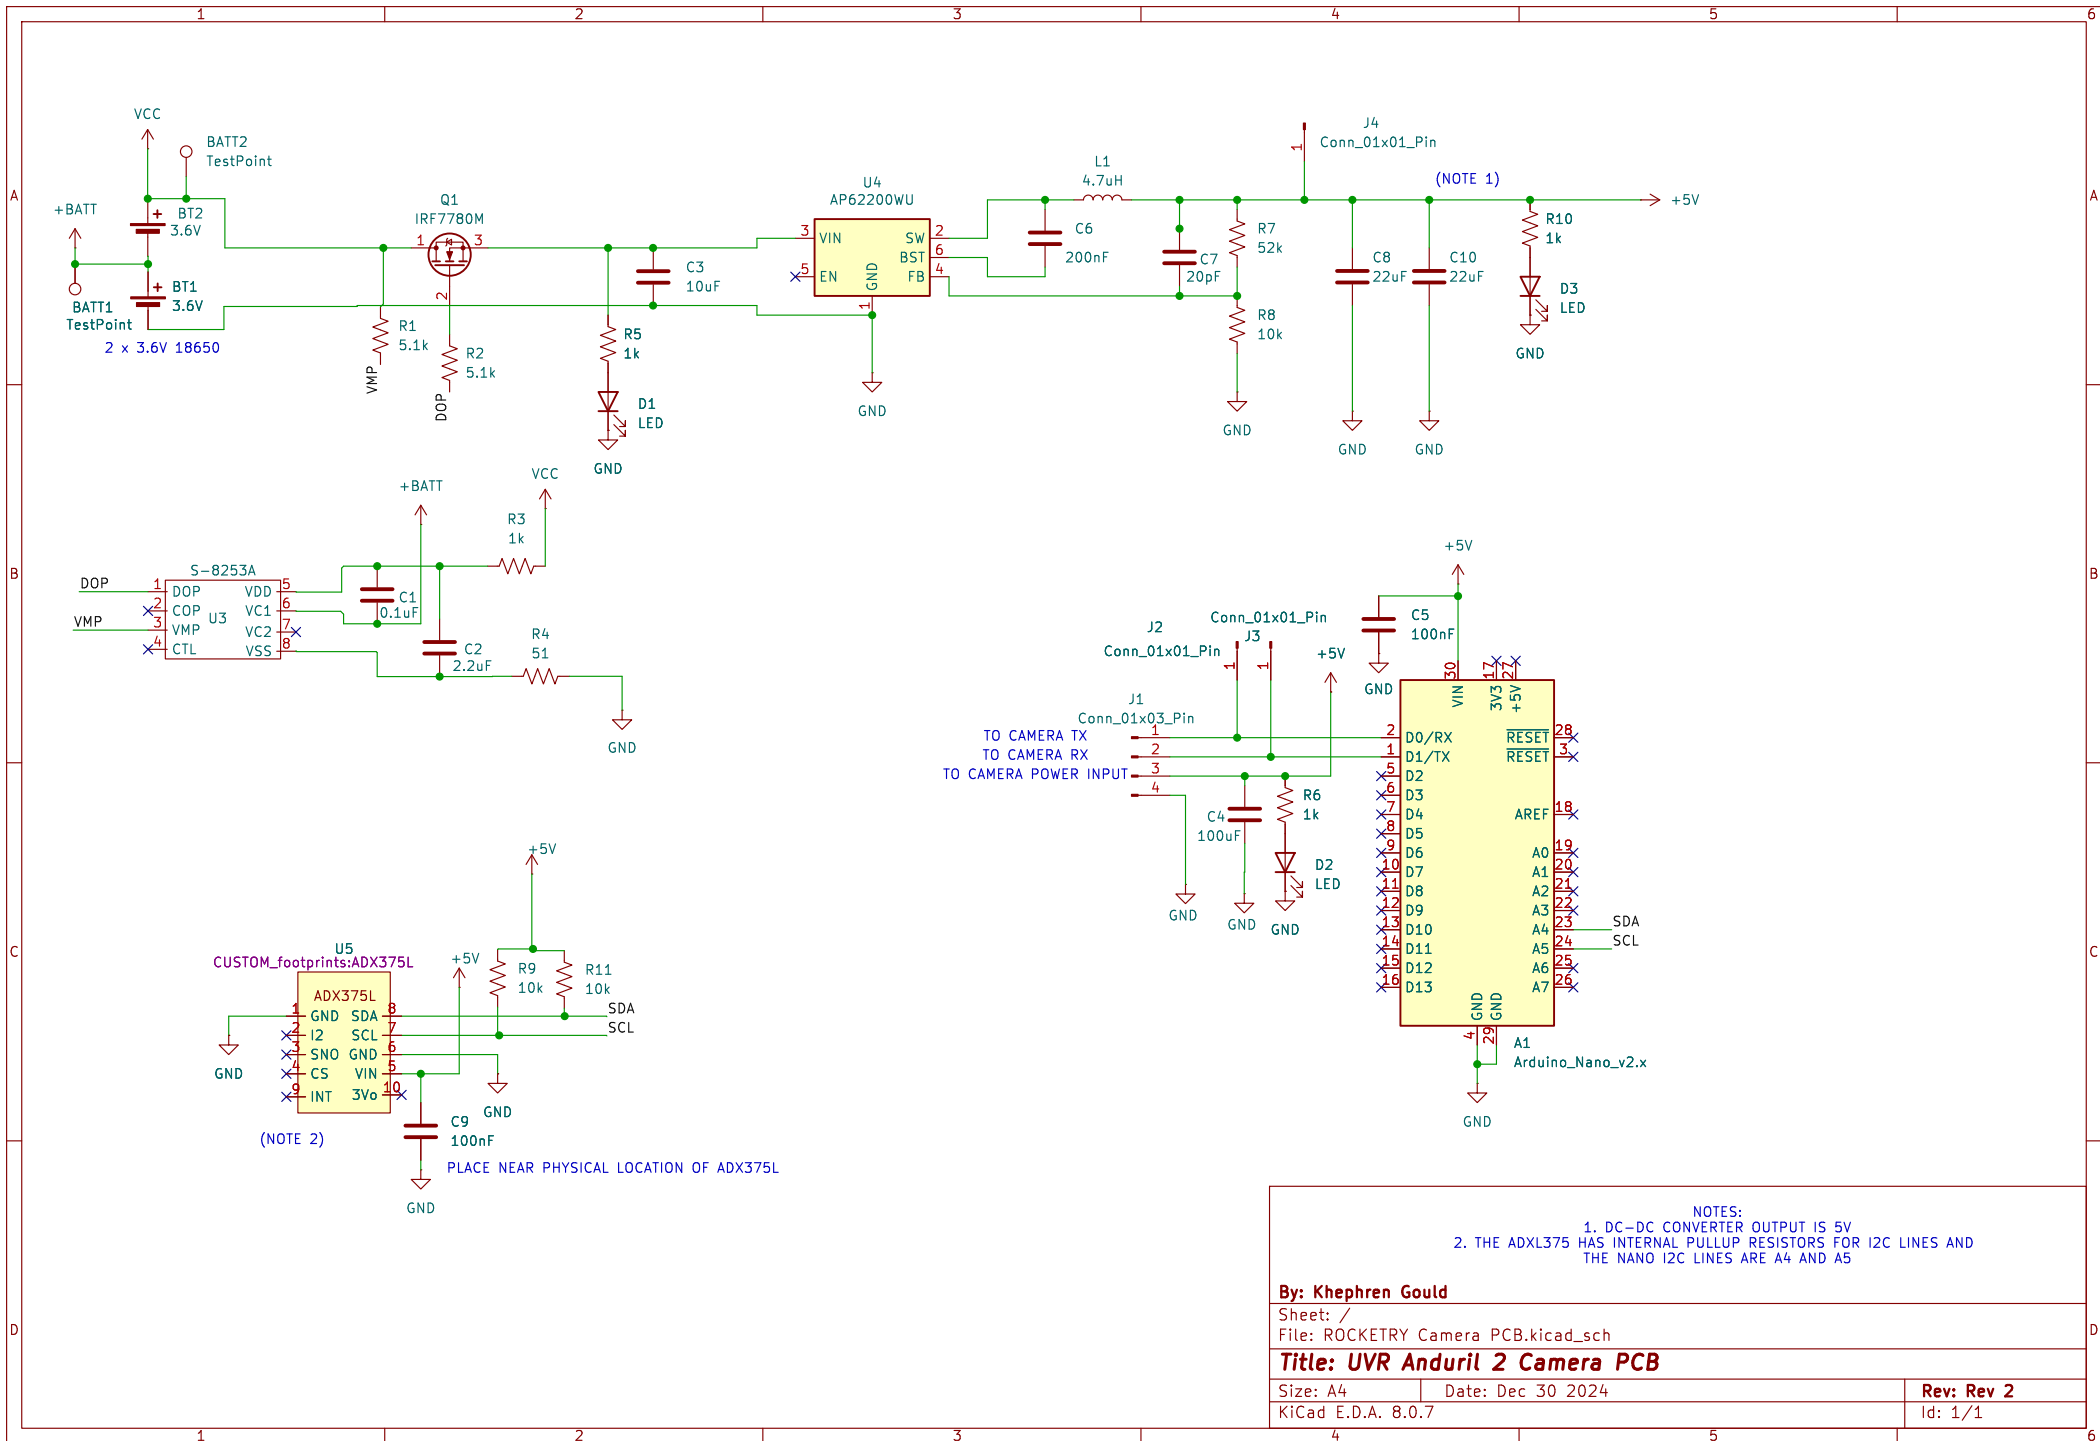 1 2 3 4 5 6
A
B
C
D
A
B
C
D
1 2 3 4 5 6
VCC
BATT2
TestPoint
+BATT
+
BT2
3.6V
+
BT1
3.6V
BATT1
TestPoint
2 x 3.6V 18650
Q1
IRF7780M
1
3
2
R1
5.1k
VMP
R2
5.1k
DOP
R5
1k
D1
LED
GND
C3
10uF
U4
AP62200WU
3 VIN
5 EN
GND
1
SW 2
BST 6
FB 4
GND
C6
200nF
L1
4.7uH
C7
20pF
R7
52k
R8
10k
GND
J4
Conn_01x01_Pin
1
(NOTE 1)
C8
22uF
GND
C10
22uF
GND
R10
1k
D3
LED
GND
+5V
S-8253A
U3
DOP
VMP
1 DOP
2 COP
3 VMP
4 CTL
VDD 5
VC1 6
VC2 7
VSS 8
+BATT
VCC
R3
1k
C1
0.1uF
C2
2.2uF
R4
51
GND
+5V
C5
100nF
GND
J2
Conn_01x01_Pin
1
Conn_01x01_Pin
J3
1
+5V
J1
Conn_01x03_Pin
TO CAMERA TX 1
TO CAMERA RX 2
TO CAMERA POWER INPUT 3
4
GND
C4
100uF
GND
R6
1k
D2
LED
GND
30 VIN
17 3V3
27 +5V
2 D0/RX
1 D1/TX
5 D2
6 D3
7 D4
8 D5
9 D6
10 D7
11 D8
12 D9
13 D10
14 D11
15 D12
16 D13
RESET 28
RESET 3
AREF 18
A0 19
A1 20
A2 21
A3 22
A4 23 SDA
A5 24 SCL
A6 25
A7 26
GND 4
GND 29
A1
Arduino_Nano_v2.x
GND
U5
CUSTOM_footprints:ADX375L
ADX375L
1 GND
2 I2
3 SNO
4 CS
9 INT
SDA 8
SCL 7
GND 6
VIN 5
3Vo 10
GND
+5V
+5V
R9
10k
R11
10k
SDA
SCL
GND
(NOTE 2)
C9
100nF
GND
PLACE NEAR PHYSICAL LOCATION OF ADX375L
NOTES:
1. DC-DC CONVERTER OUTPUT IS 5V
2. THE ADXL375 HAS INTERNAL PULLUP RESISTORS FOR I2C LINES AND
THE NANO I2C LINES ARE A4 AND A5
By: Khephren Gould
Sheet: /
File: ROCKETRY Camera PCB.kicad_sch
Title: UVR Anduril 2 Camera PCB
Size: A4 Date: Dec 30 2024 Rev: Rev 2
KiCad E.D.A. 8.0.7 Id: 1/1